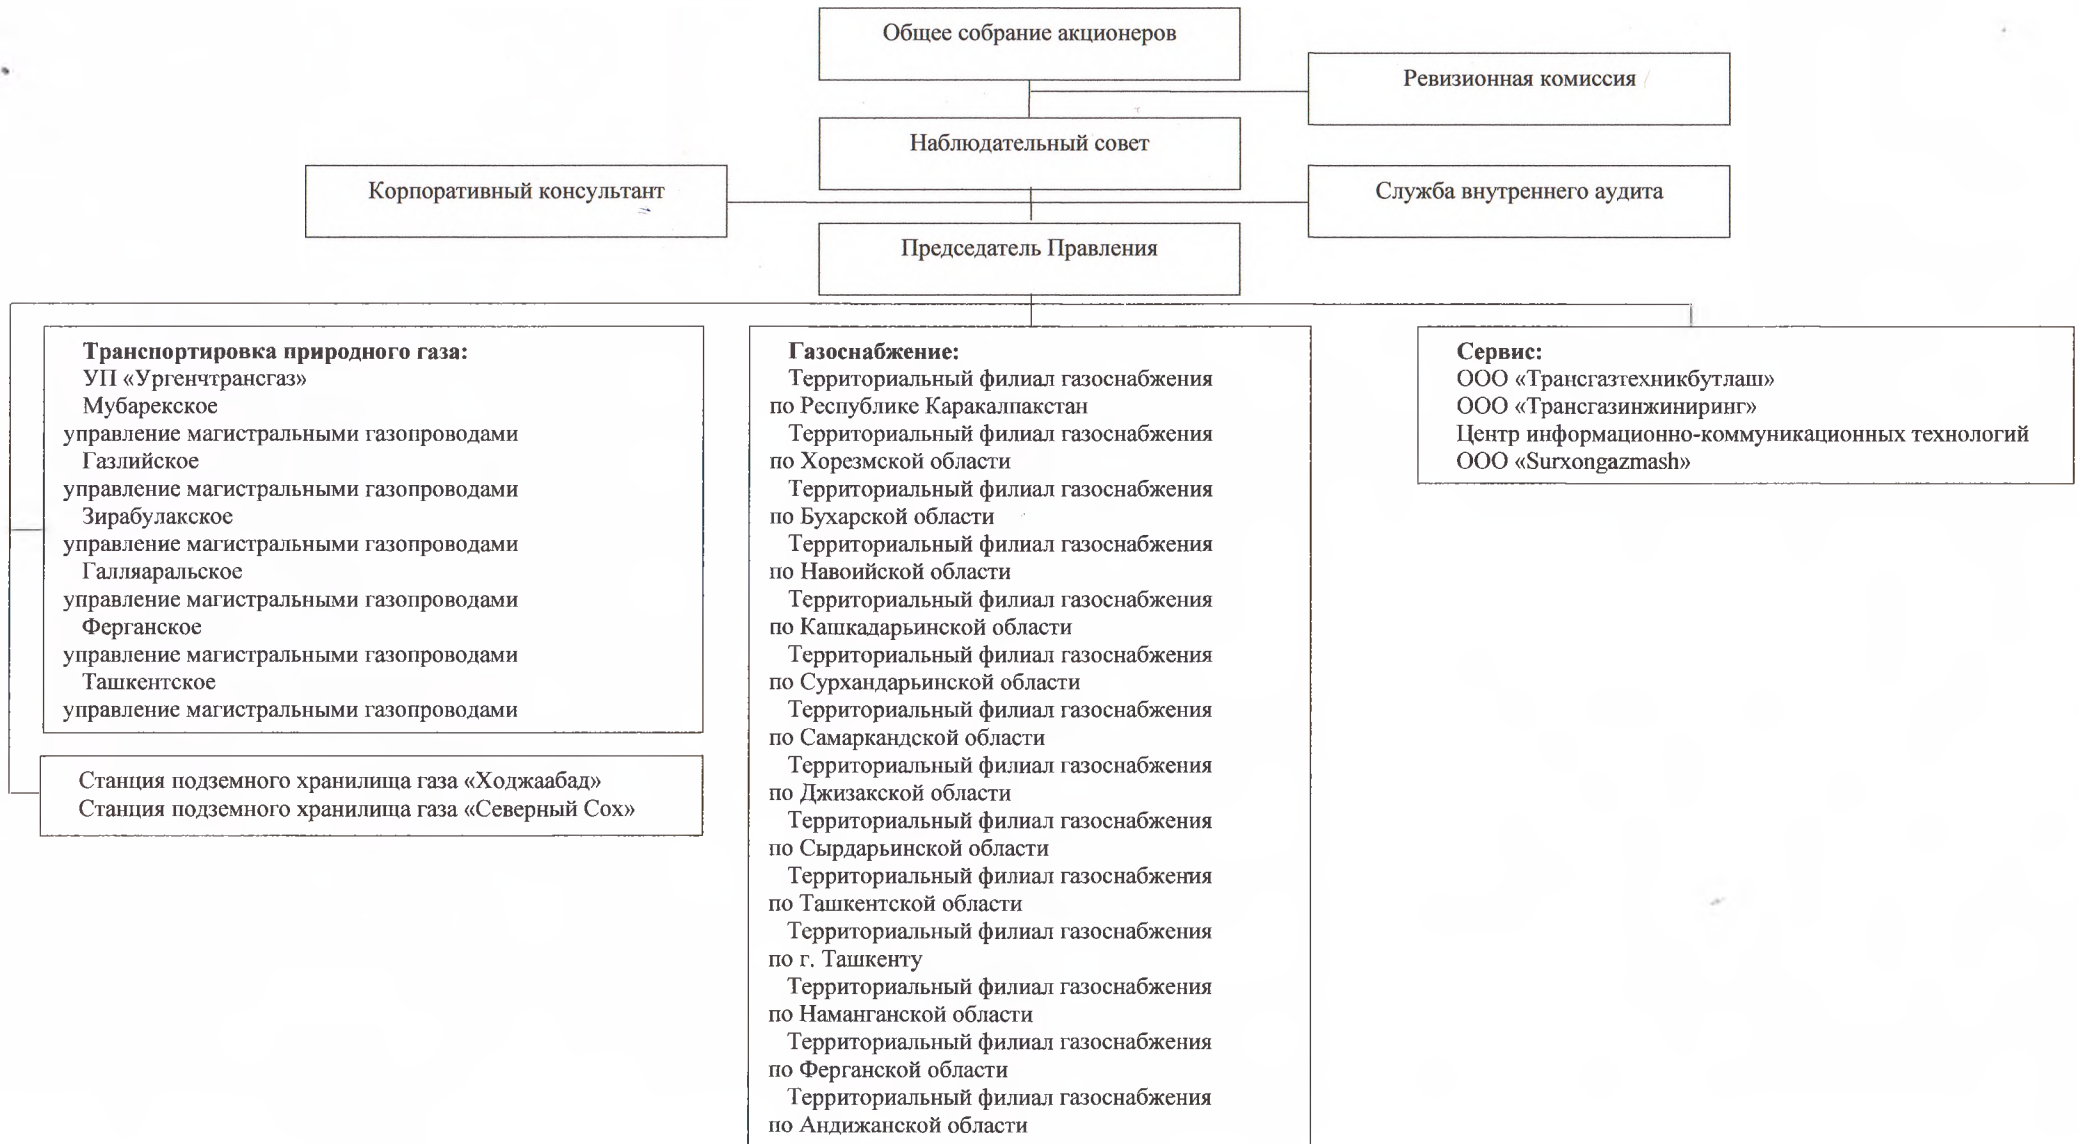 Общее собрание акционеров
Ревизионная комиссия
Наблюдательный совет
Корпоративный консультант
Служба внутреннего аудита
Председатель Правления
Транспортировка природного газа:
УП «Ургенчтрансгаз»
Мубарекское
управление магистральными газопроводами
Газлийское
управление магистральными газопроводами
Зирабулакское
управление магистральными газопроводами
Галляаральское
управление магистральными газопроводами
Ферганское
управление магистральными газопроводами
Ташкентское
управление магистральными газопроводами
Станция подземного хранилища газа «Ходжаабад»
Станция подземного хранилища газа «Северный Сох»
Газоснабжение:
Территориальный филиал газоснабжения
по Республике Каракалпакстан
Территориальный филиал газоснабжения
по Хорезмской области
Территориальный филиал газоснабжения
по Бухарской области
Территориальный филиал газоснабжения
по Навоийской области
Территориальный филиал газоснабжения
по Кашкадарьинской области
Территориальный филиал газоснабжения
по Сурхандарьинской области
Территориальный филиал газоснабжения
по Самаркандской области
Территориальный филиал газоснабжения
по Джизакской области
Территориальный филиал газоснабжения
по Сырдарьинской области
Территориальный филиал газоснабжения
по Ташкентской области
Территориальный филиал газоснабжения
по г. Ташкенту
Территориальный филиал газоснабжения
по Наманганской области
Территориальный филиал газоснабжения
по Ферганской области
Территориальный филиал газоснабжения
по Андижанской области
Сервис:
ООО «Трансгазтехникбутлаш»
ООО «Трансгазинжиниринг»
Центр информационно-коммуникационных технологий
ООО «Surxongazmash»